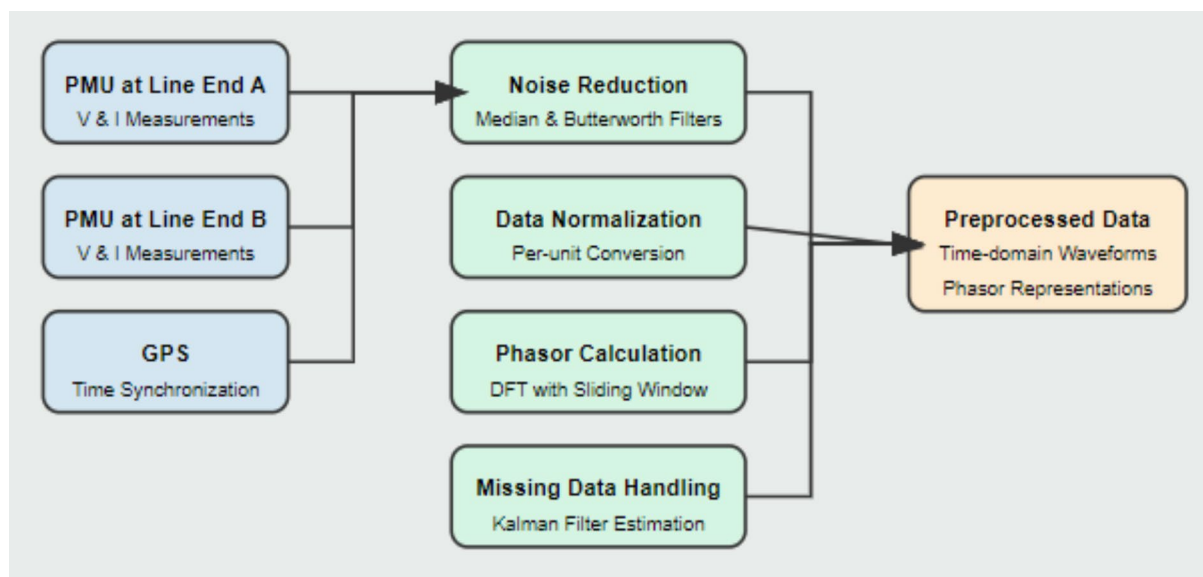 PMU at Line End A
V & I Measurements
PMU at Line End B
V & I Measurements
GPS
Time Synchronization
Noise Reduction
Median & Butterworth Filters
Data Normalization
Per-unit Conversion
Phasor Calculation
DFT with Sliding Window
Missing Data Handling
Kalman Filter Estimation
Preprocessed Data
Time-domain Waveforms
Phasor Representations